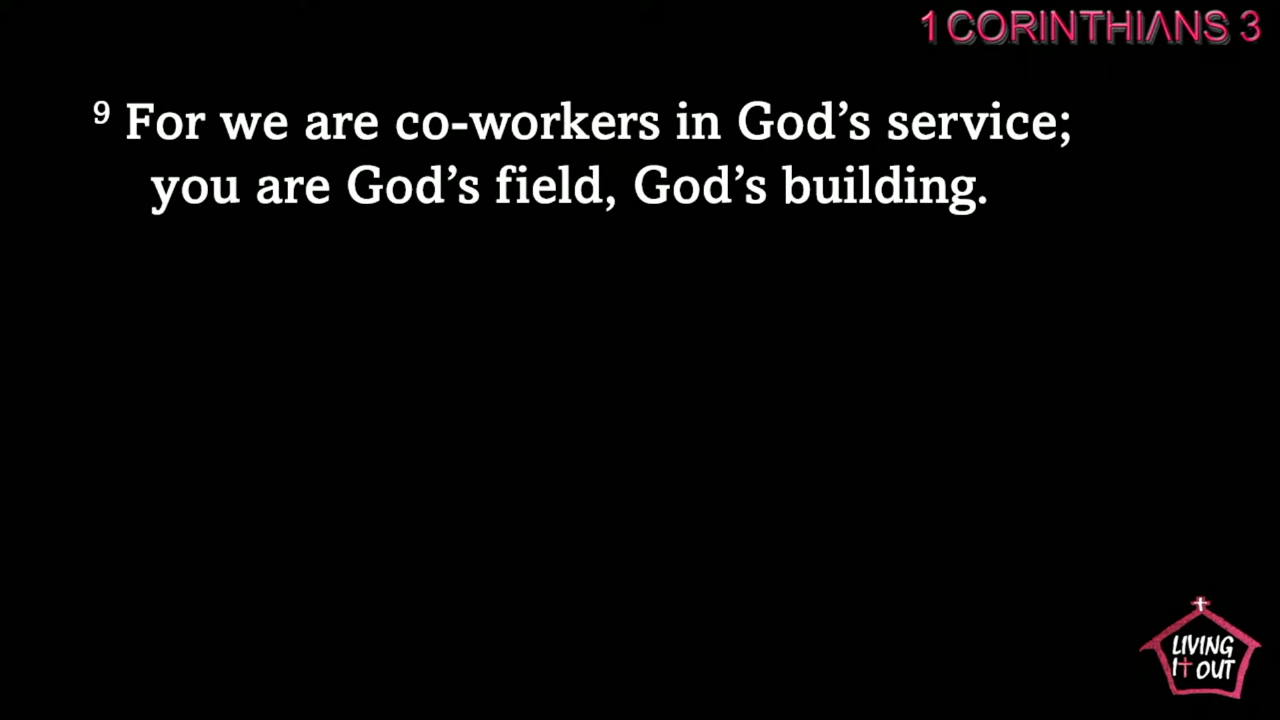 1 CORINTHIANS 3
9 For we are co-workers in God’s service;
you are God’s field, God’s building.
LIVING
IT OUT